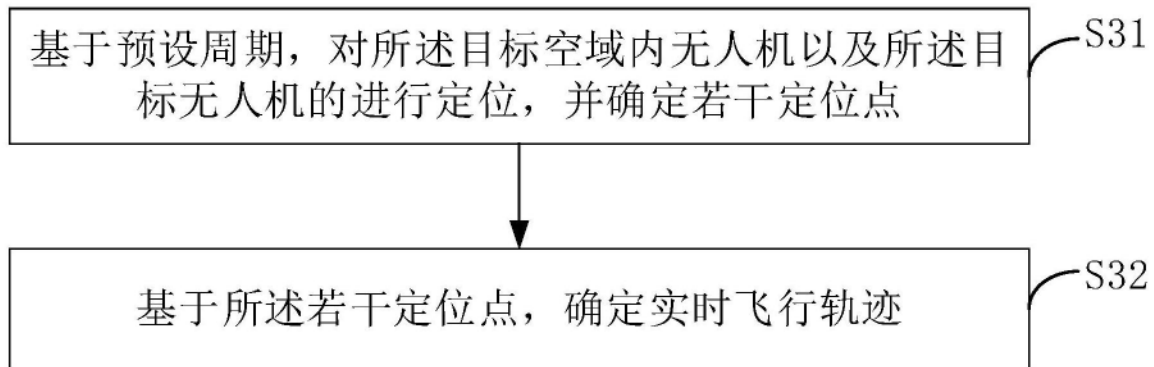 基于预设周期，对所述目标空域内无人机以及所述目
标无人机的进行定位，并确定若干定位点
S31
基于所述若干定位点，确定实时飞行轨迹
S32